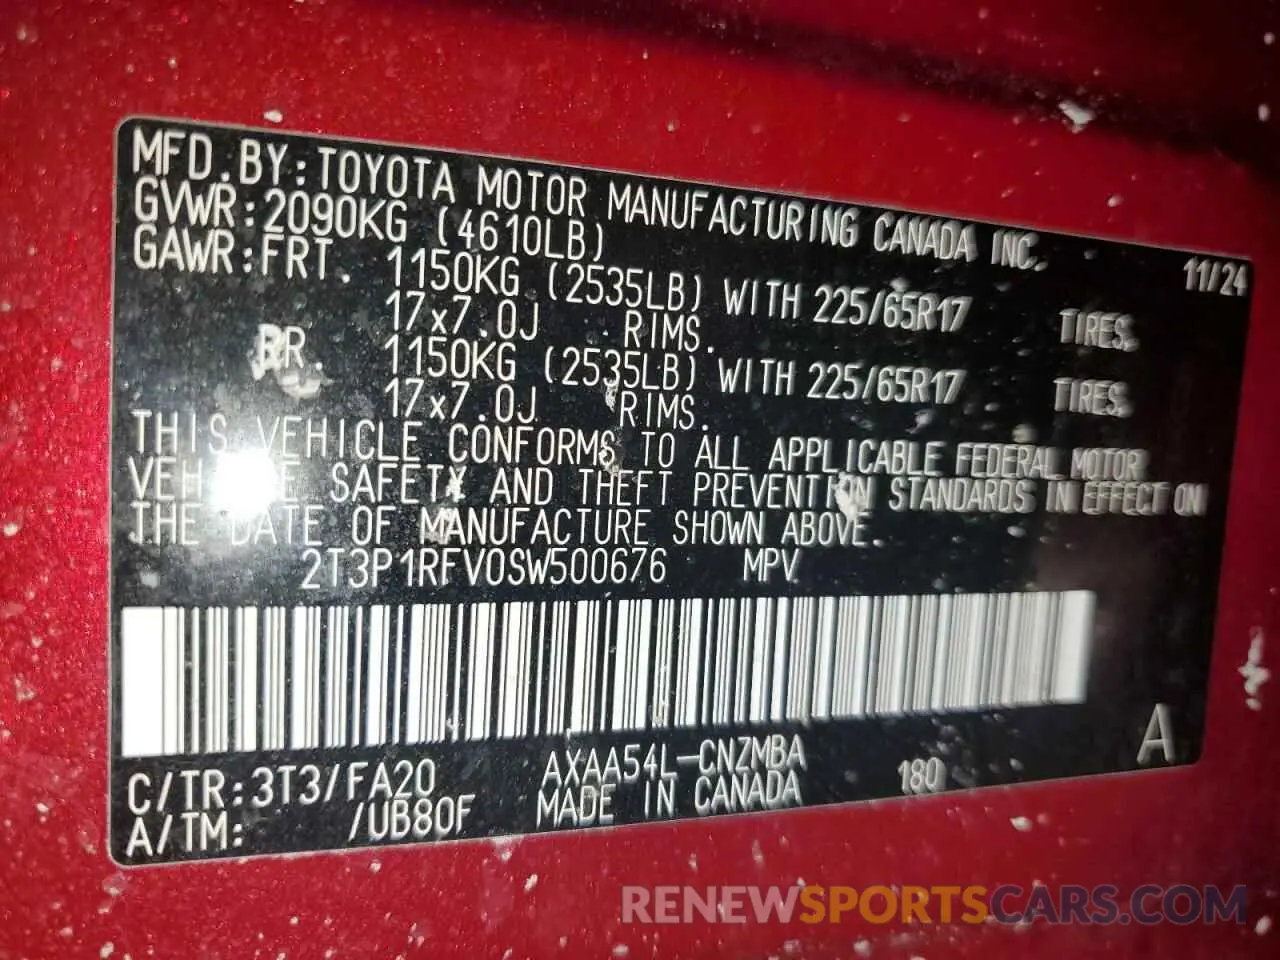 MFD.BY:TOYOTA MOTOR MANUFACTURING CANADA INC.
GVWR:2090KG (4610LB) 11/24
GAWR:FRT. 1150KG (2535LB) WITH 225/65R17 TIRES.
17x7.0J RIMS.
RR. 1150KG (2535LB) WITH 225/65R17 TIRES.
17x7.0J RIMS.
THIS VEHICLE CONFORMS TO ALL APPLICABLE FEDERAL MOTOR
VEHICLE SAFETY AND THEFT PREVENTION STANDARDS IN EFFECT ON
THE DATE OF MANUFACTURE SHOWN ABOVE.
2T3P1RFV0SW500676 MPV
A
C/TR:3T3/FA20 AXAA54L-CNZMBA 180
A/TM: /UB80F MADE IN CANADA
RENEWSPORTSCARS.COM